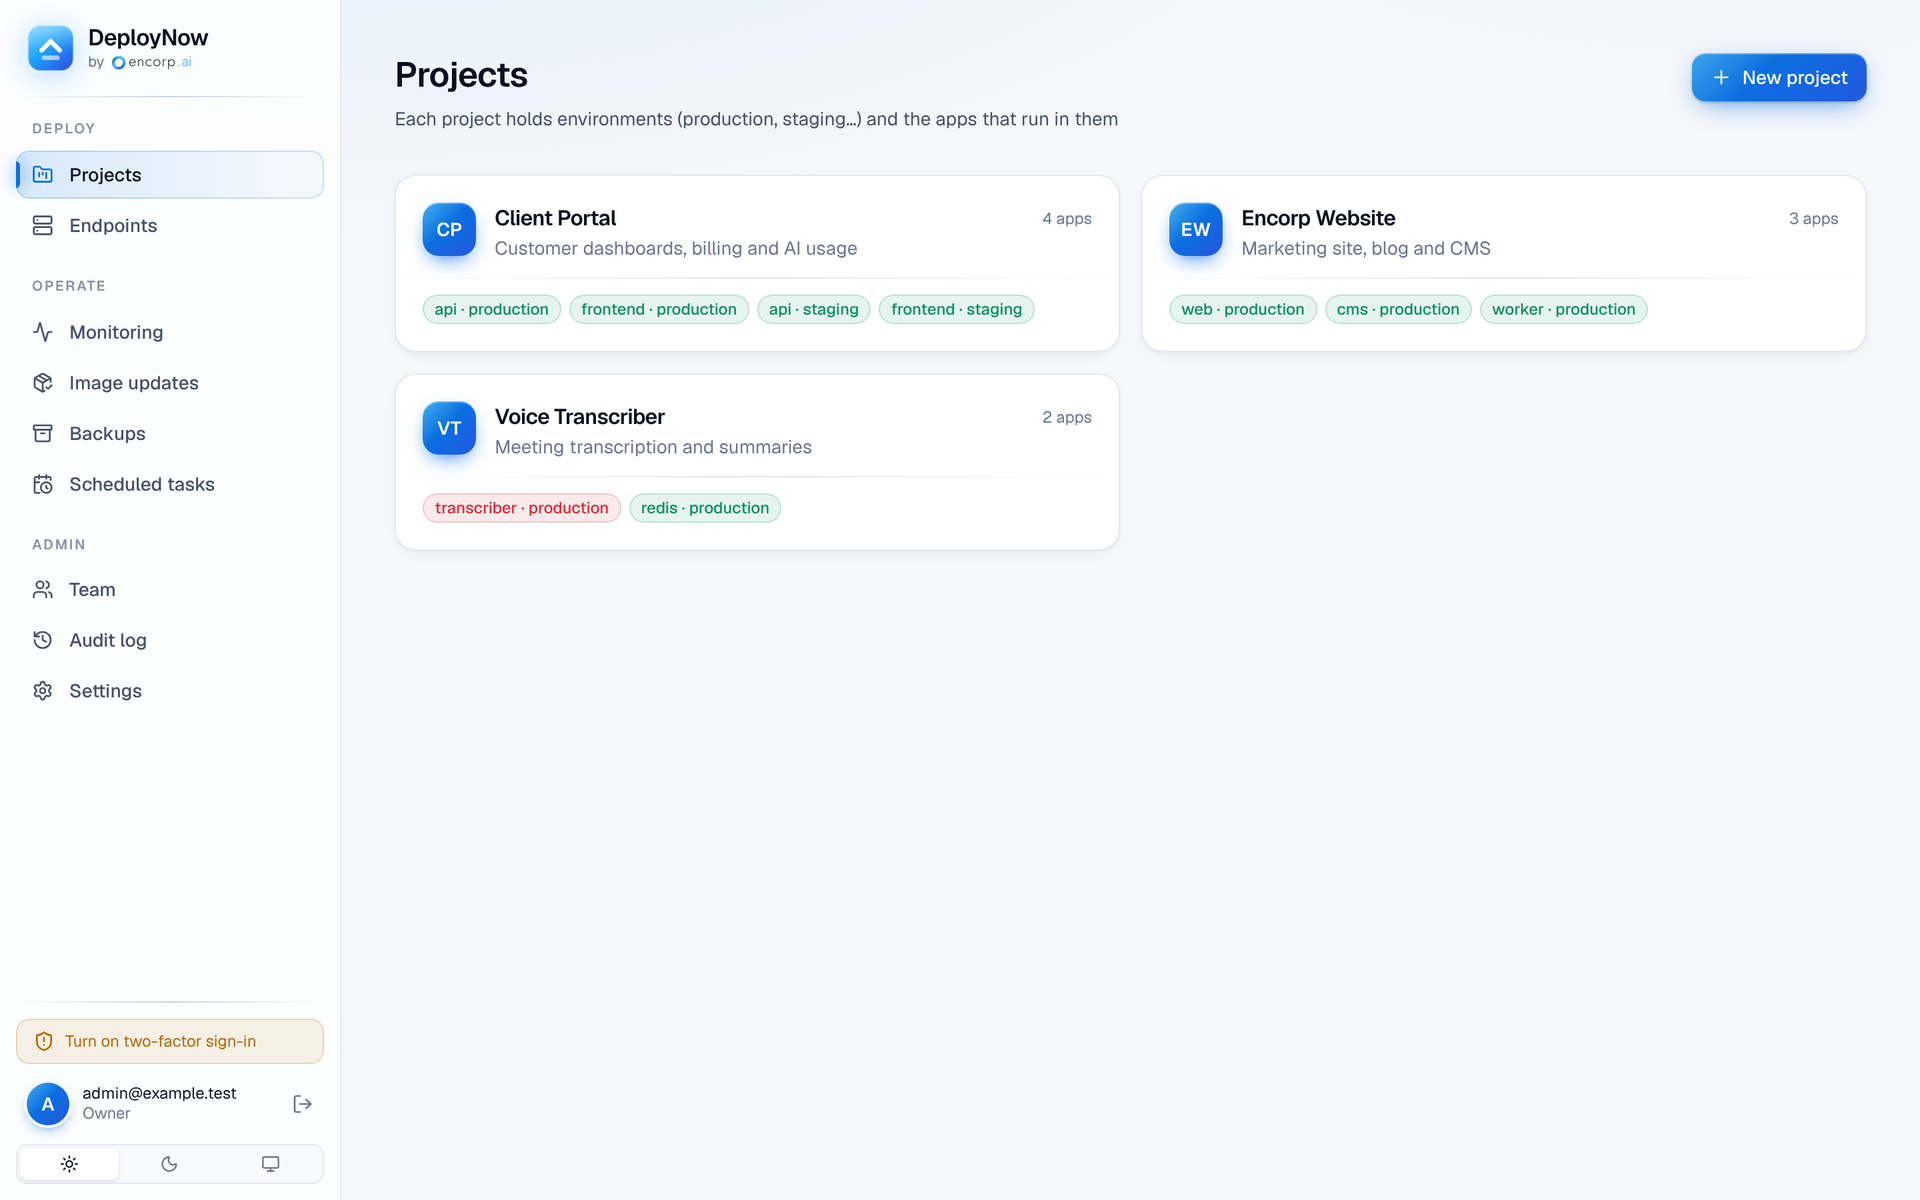 DeployNow
by encorp.ai
DEPLOY
Projects
Endpoints
OPERATE
Monitoring
Image updates
Backups
Scheduled tasks
ADMIN
Team
Audit log
Settings
Turn on two-factor sign-in
A
admin@example.test
Owner
Projects
Each project holds environments (production, staging...) and the apps that run in them
+ New project
CP
Client Portal
4 apps
Customer dashboards, billing and AI usage
api · production
frontend · production
api · staging
frontend · staging
EW
Encorp Website
3 apps
Marketing site, blog and CMS
web · production
cms · production
worker · production
VT
Voice Transcriber
2 apps
Meeting transcription and summaries
transcriber · production
redis · production